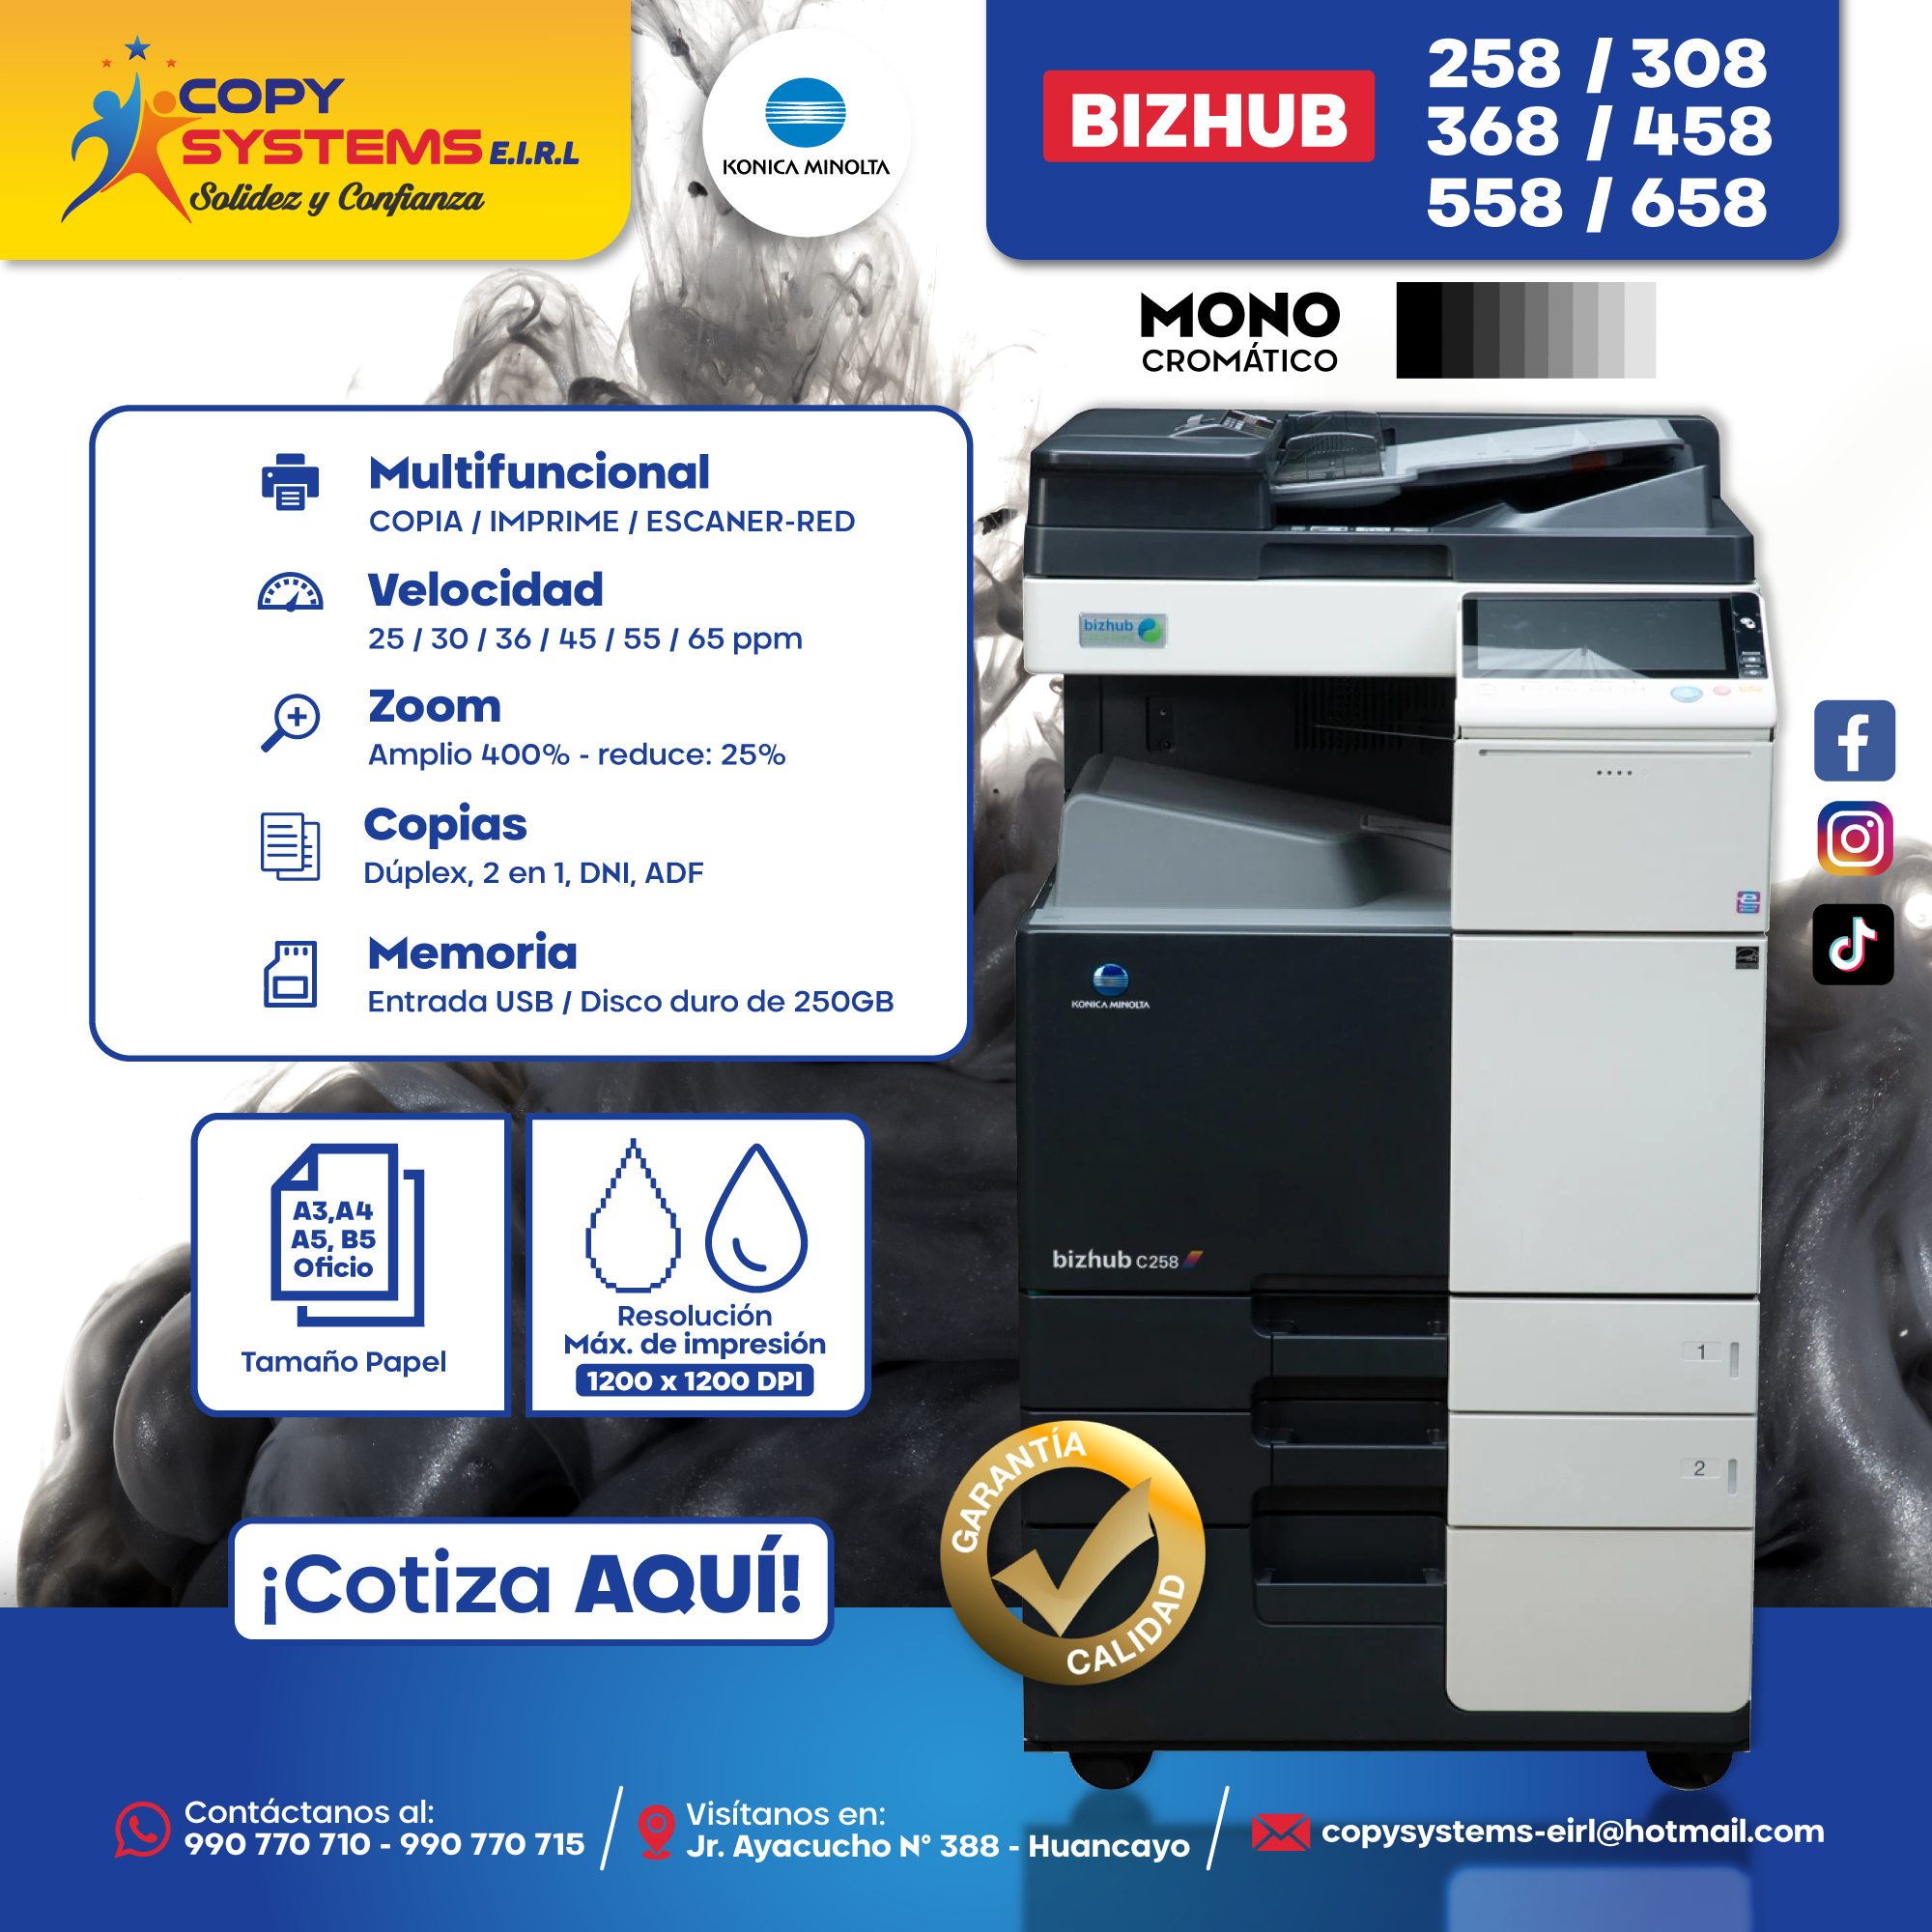 COPY
SYSTEMS E.I.R.L
Solidez y Confianza
KONICA MINOLTA
BIZHUB
258 / 308
368 / 458
558 / 658
MONO
CROMÁTICO
Multifuncional
COPIA / IMPRIME / ESCANER-RED
Velocidad
25 / 30 / 36 / 45 / 55 / 65 ppm
Zoom
Amplio 400% - reduce: 25%
Copias
Dúplex, 2 en 1, DNI, ADF
Memoria
Entrada USB / Disco duro de 250GB
bizhub
KONICA MINOLTA
bizhub C258
1
2
A3,A4
A5, B5
Oficio
Tamaño Papel
Resolución
Máx. de impresión
1200 x 1200 DPI
GARANTÍA
CALIDAD
¡Cotiza AQUÍ!
Contáctanos al:
990 770 710 - 990 770 715
Visítanos en:
Jr. Ayacucho N° 388 - Huancayo
copysystems-eirl@hotmail.com